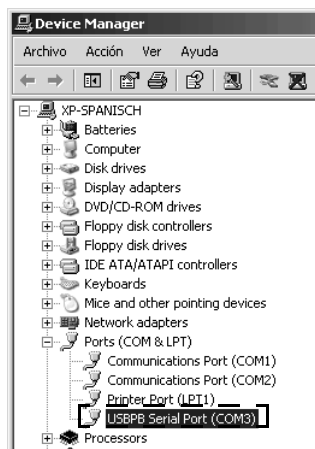 Device Manager
Archivo Acción Ver Ayuda
XP-SPANISCH
Batteries
Computer
Disk drives
Display adapters
DVD/CD-ROM drives
Floppy disk controllers
Floppy disk drives
IDE ATA/ATAPI controllers
Keyboards
Mice and other pointing devices
Network adapters
Ports (COM & LPT)
Communications Port (COM1)
Communications Port (COM2)
Printer Port (LPT1)
USBPB Serial Port (COM3)
Processors